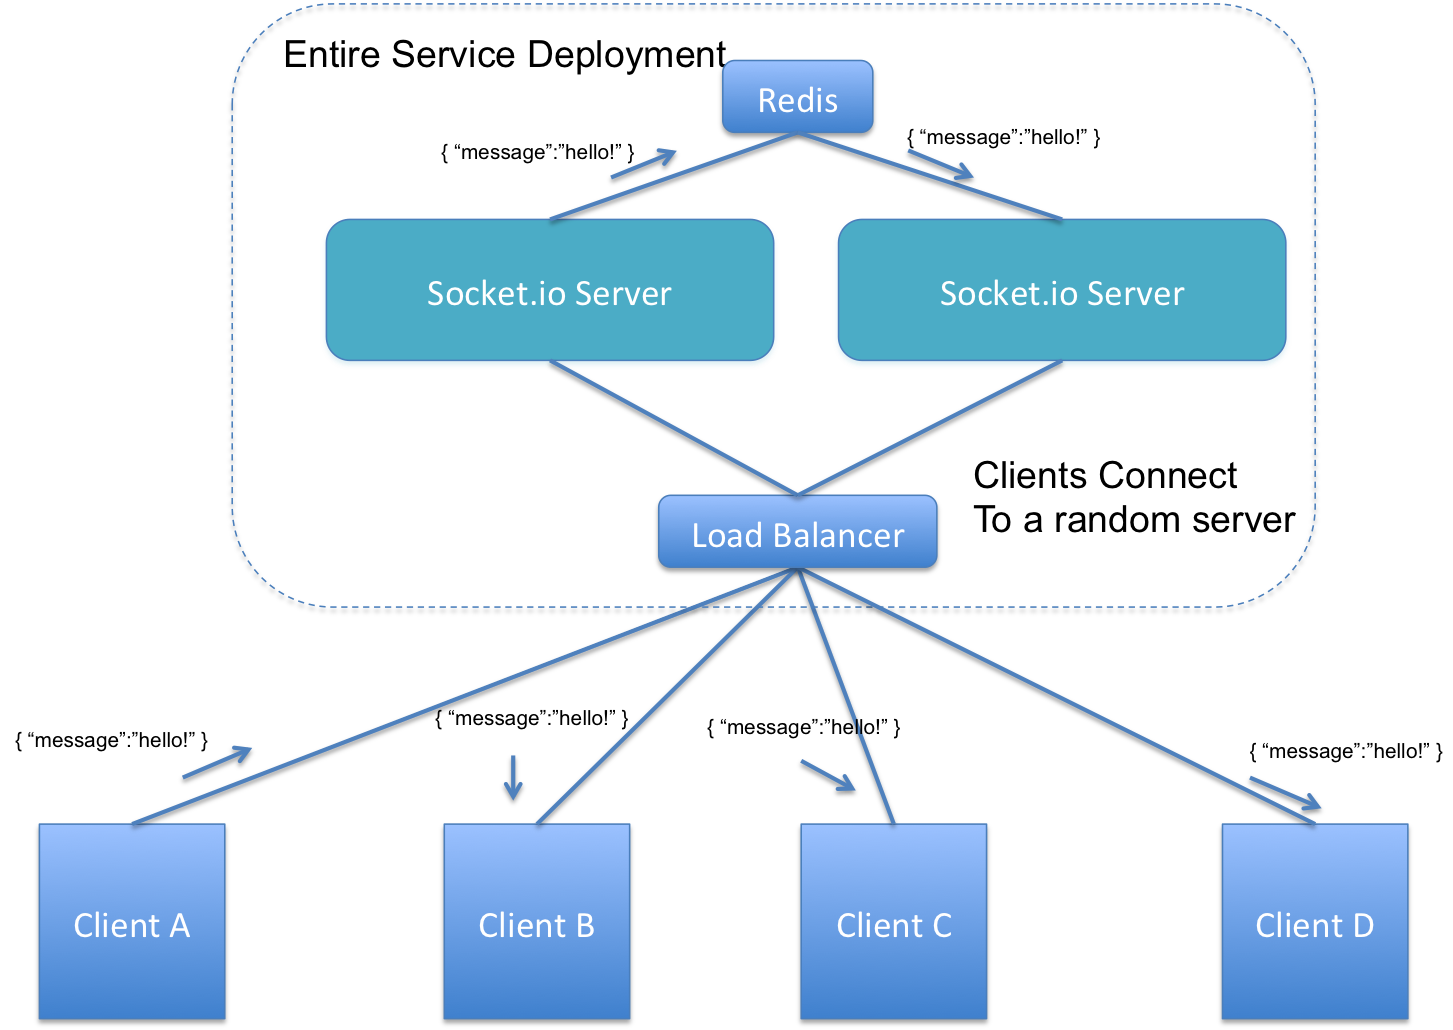 Entire Service Deployment
Redis
{ “message”:”hello!” }
{ “message”:”hello!” }
Socket.io Server
Socket.io Server
Clients Connect
To a random server
Load Balancer
{ “message”:”hello!” }
{ “message”:”hello!” }
{ “message”:”hello!” }
{ “message”:”hello!” }
Client A
Client B
Client C
Client D